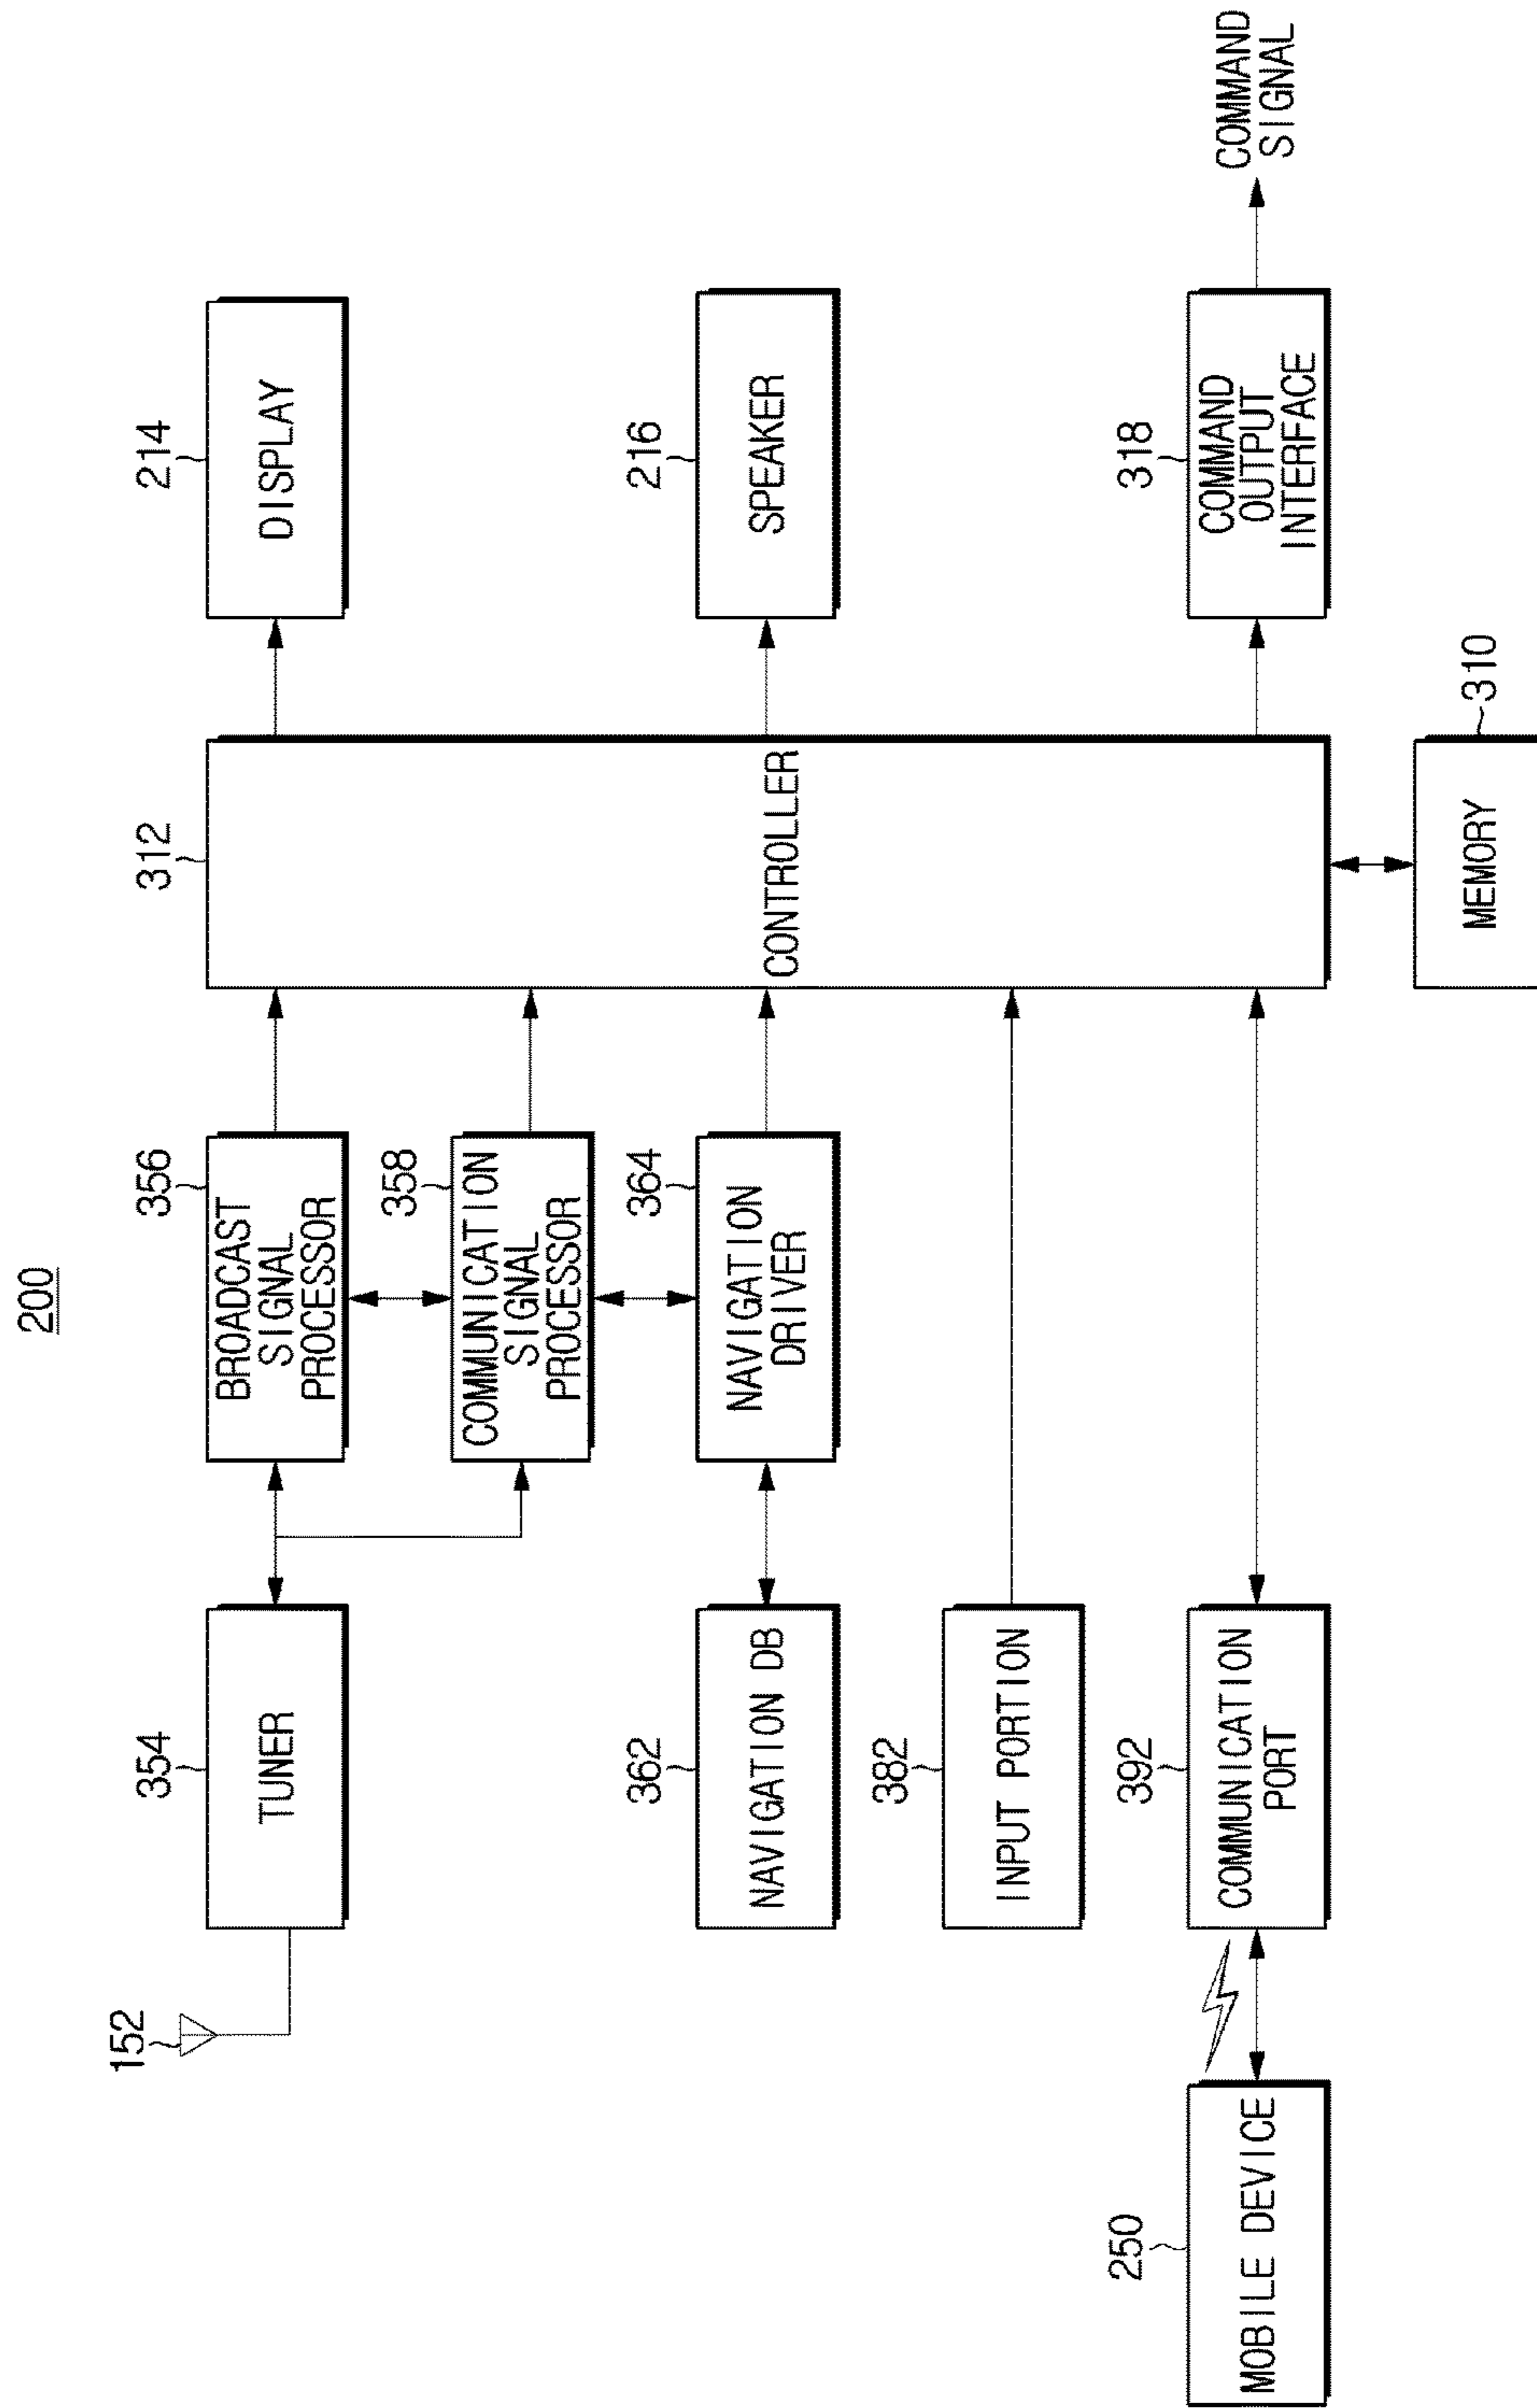 200
152
354
TUNER
356
BROADCAST
SIGNAL
PROCESSOR
312
CONTROLLER
214
DISPLAY
358
COMMUNICATION
SIGNAL
PROCESSOR
362
NAVIGATION DB
364
NAVIGATION
DRIVER
216
SPEAKER
382
INPUT PORTION
250
MOBILE DEVICE
392
COMMUNICATION
PORT
318
COMMAND
OUTPUT
INTERFACE
COMMAND
SIGNAL
310
MEMORY